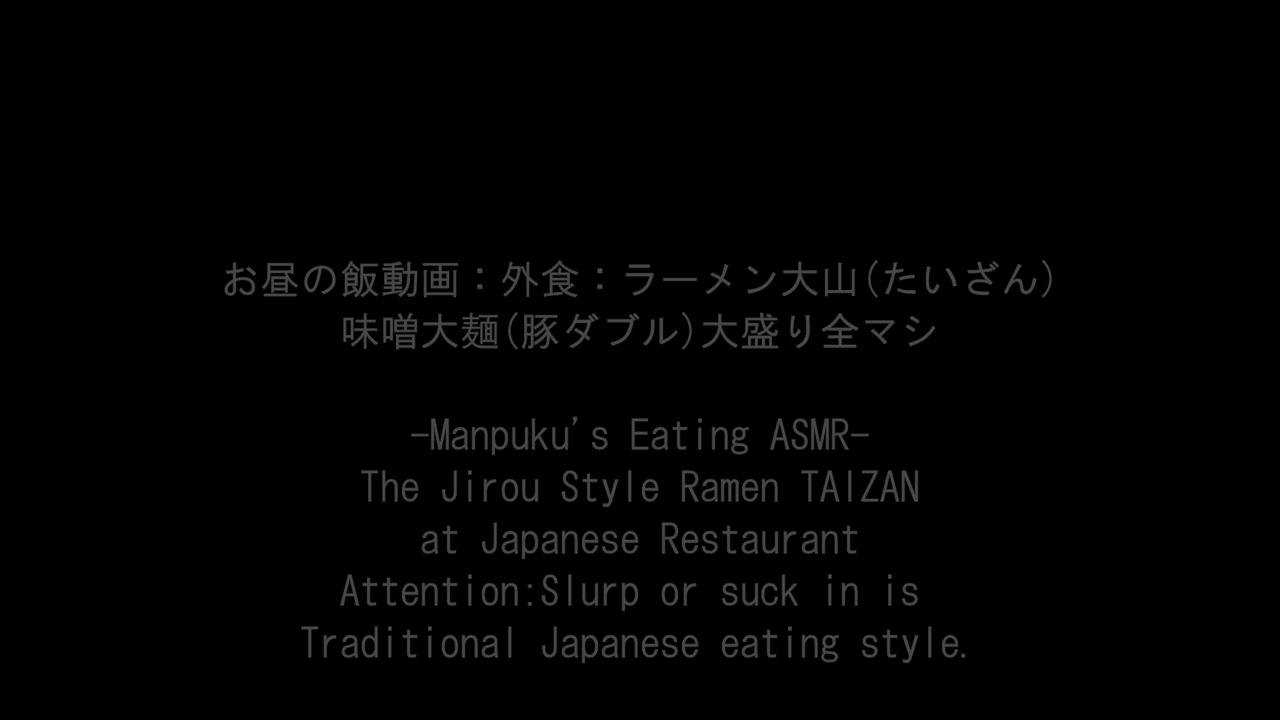 お昼の飯動画：外食：ラーメン大山(たいざん)
味噌大麺(豚ダブル)大盛り全マシ
-Manpuku's Eating ASMR-
The Jirou Style Ramen TAIZAN
at Japanese Restaurant
Attention:Slurp or suck in is
Traditional Japanese eating style.